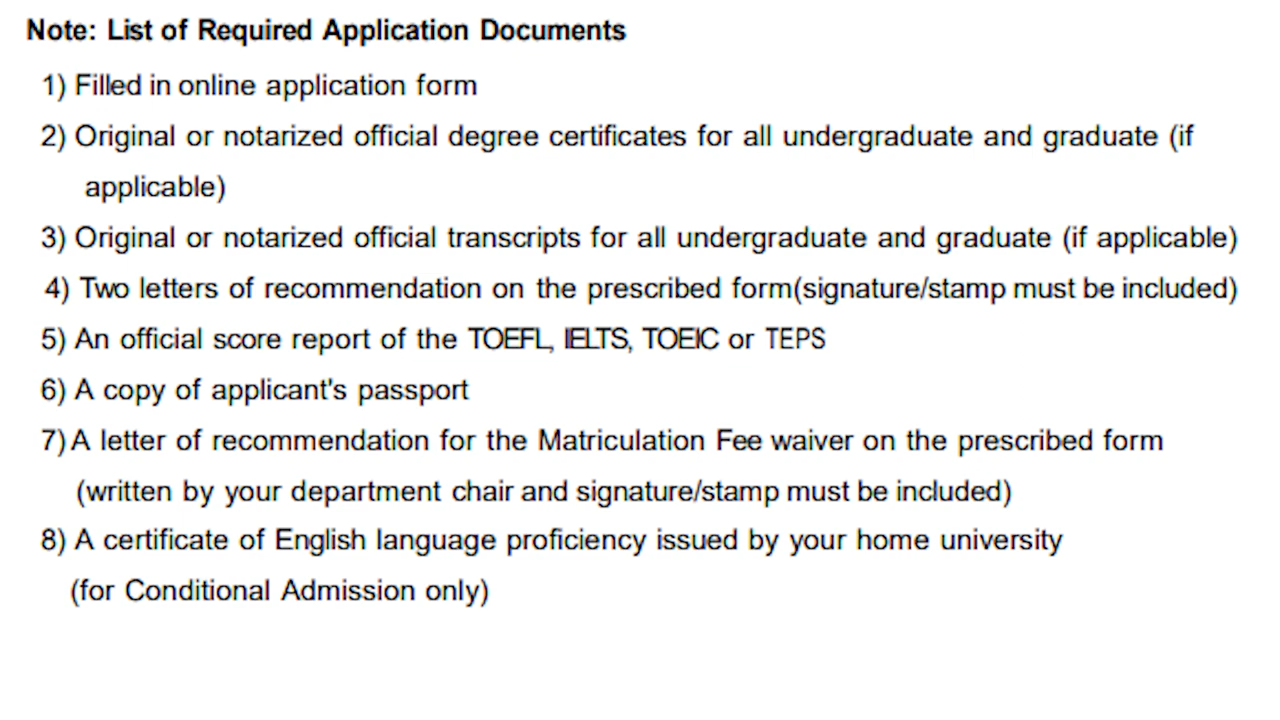 Note: List of Required Application Documents
1) Filled in online application form
2) Original or notarized official degree certificates for all undergraduate and graduate (if
applicable)
3) Original or notarized official transcripts for all undergraduate and graduate (if applicable)
4) Two letters of recommendation on the prescribed form(signature/stamp must be included)
5) An official score report of the TOEFL, IELTS, TOEIC or TEPS
6) A copy of applicant's passport
7) A letter of recommendation for the Matriculation Fee waiver on the prescribed form
(written by your department chair and signature/stamp must be included)
8) A certificate of English language proficiency issued by your home university
(for Conditional Admission only)